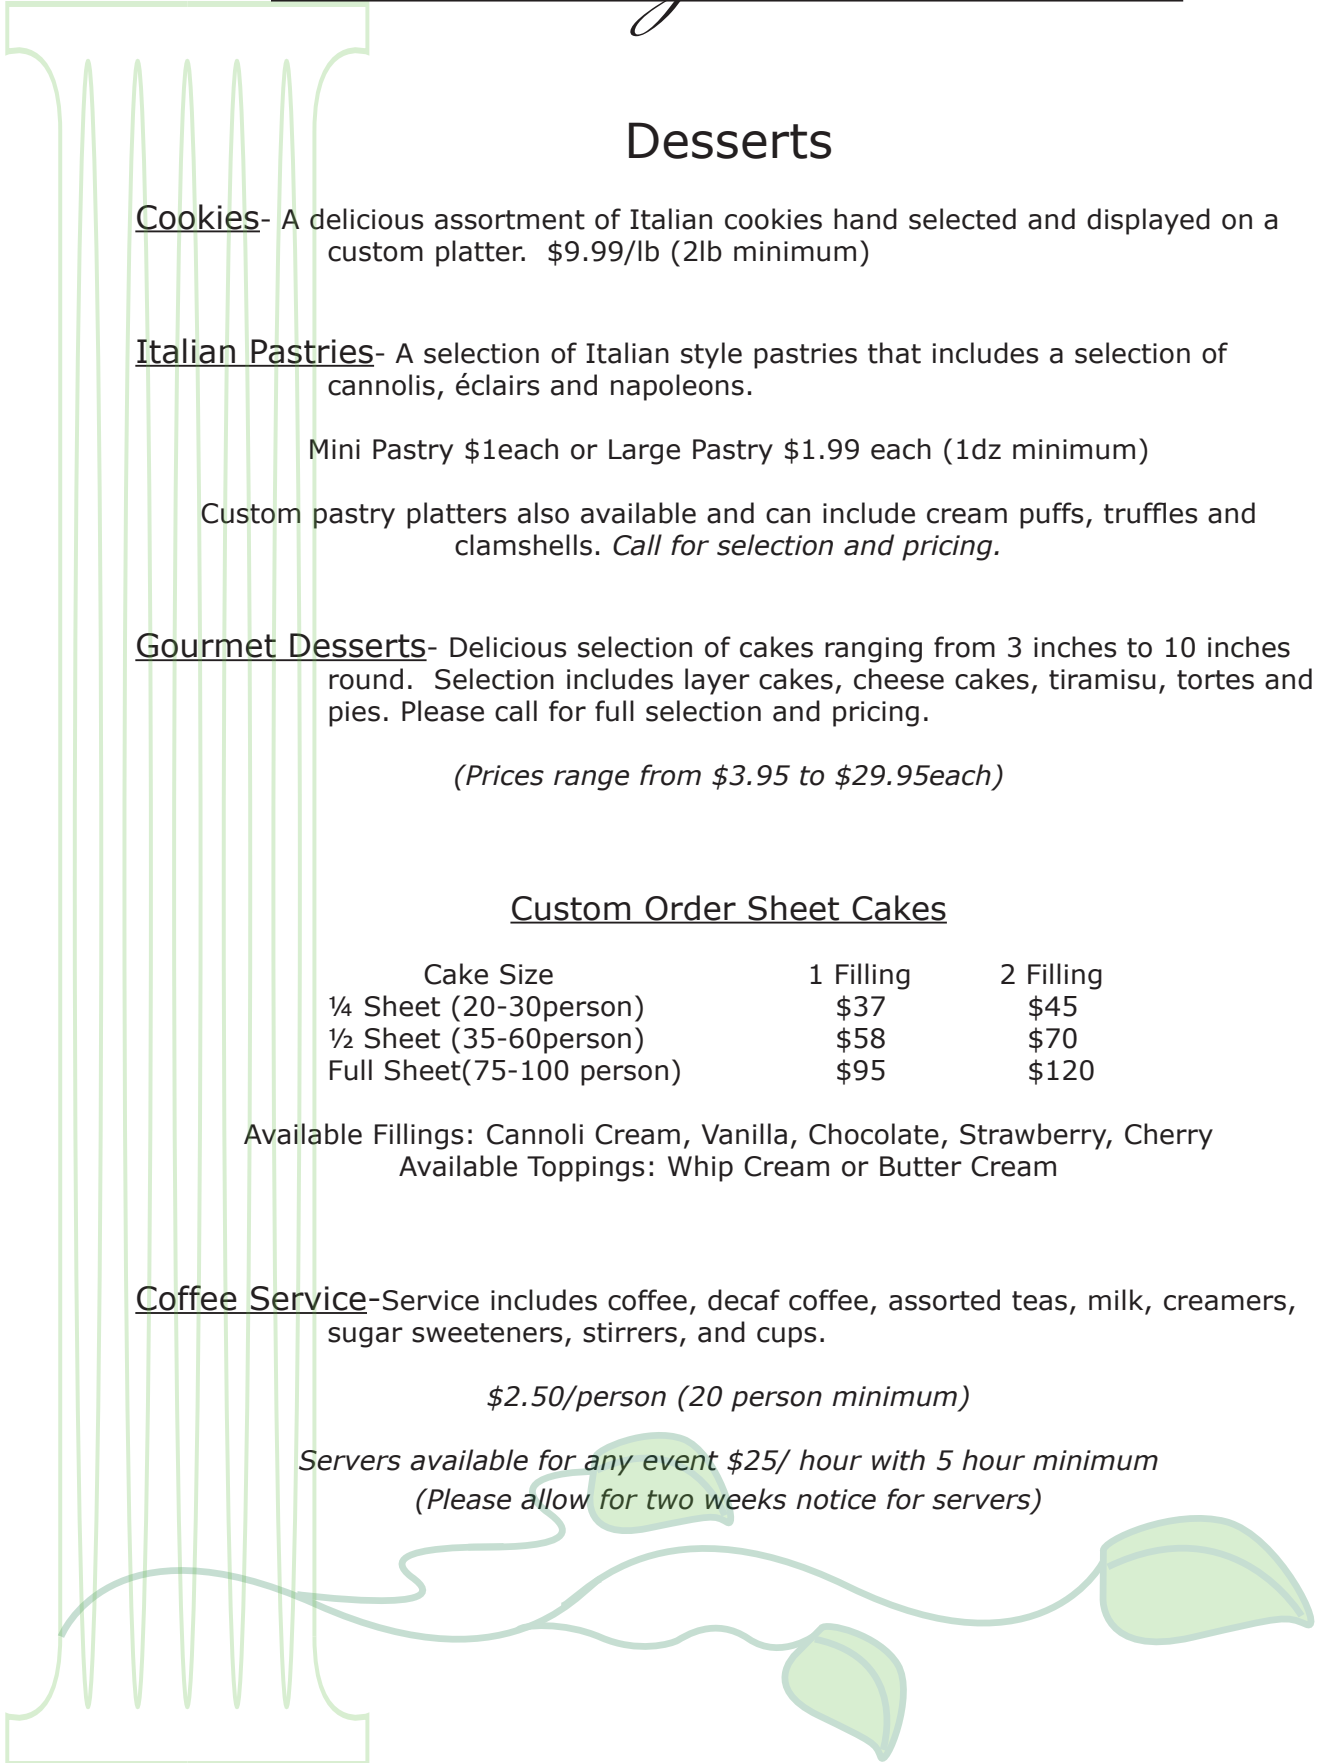 Desserts
Cookies- A delicious assortment of Italian cookies hand selected and displayed on a
custom platter.  $9.99/lb (2lb minimum)
Italian Pastries- A selection of Italian style pastries that includes a selection of
cannolis, éclairs and napoleons.
Mini Pastry $1each or Large Pastry $1.99 each (1dz minimum)
Custom pastry platters also available and can include cream puffs, truffles and
clamshells. Call for selection and pricing.
Gourmet Desserts- Delicious selection of cakes ranging from 3 inches to 10 inches
round.  Selection includes layer cakes, cheese cakes, tiramisu, tortes and
pies. Please call for full selection and pricing.
(Prices range from $3.95 to $29.95each)
Custom Order Sheet Cakes
Cake Size 1 Filling 2 Filling
¼ Sheet (20-30person) $37 $45
½ Sheet (35-60person) $58 $70
Full Sheet(75-100 person) $95 $120
Available Fillings: Cannoli Cream, Vanilla, Chocolate, Strawberry, Cherry
Available Toppings: Whip Cream or Butter Cream
Coffee Service-Service includes coffee, decaf coffee, assorted teas, milk, creamers,
sugar sweeteners, stirrers, and cups.
$2.50/person (20 person minimum)
Servers available for any event $25/ hour with 5 hour minimum
(Please allow for two weeks notice for servers)